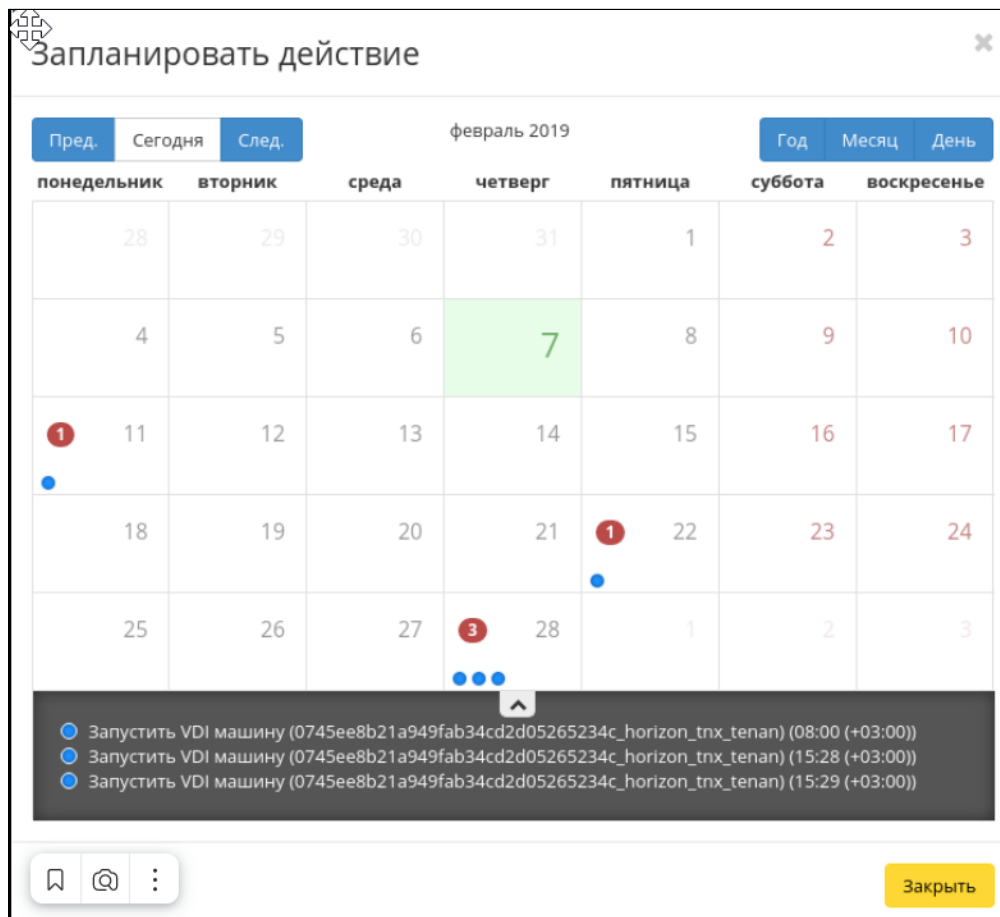 Запланировать действие
Пред. Сегодня След. февраль 2019 Год Месяц День
понедельник вторник среда четверг пятница суббота воскресенье
28 29 30 31 1 2 3
4 5 6 7 8 9 10
1 11 12 13 14 15 16 17
18 19 20 21 1 22 23 24
25 26 27 3 28 1 2 3
Запустить VDI машину (0745ee8b21a949fab34cd2d05265234c_horizon_tnx_tenan) (08:00 (+03:00))
Запустить VDI машину (0745ee8b21a949fab34cd2d05265234c_horizon_tnx_tenan) (15:28 (+03:00))
Запустить VDI машину (0745ee8b21a949fab34cd2d05265234c_horizon_tnx_tenan) (15:29 (+03:00))
Закрыть